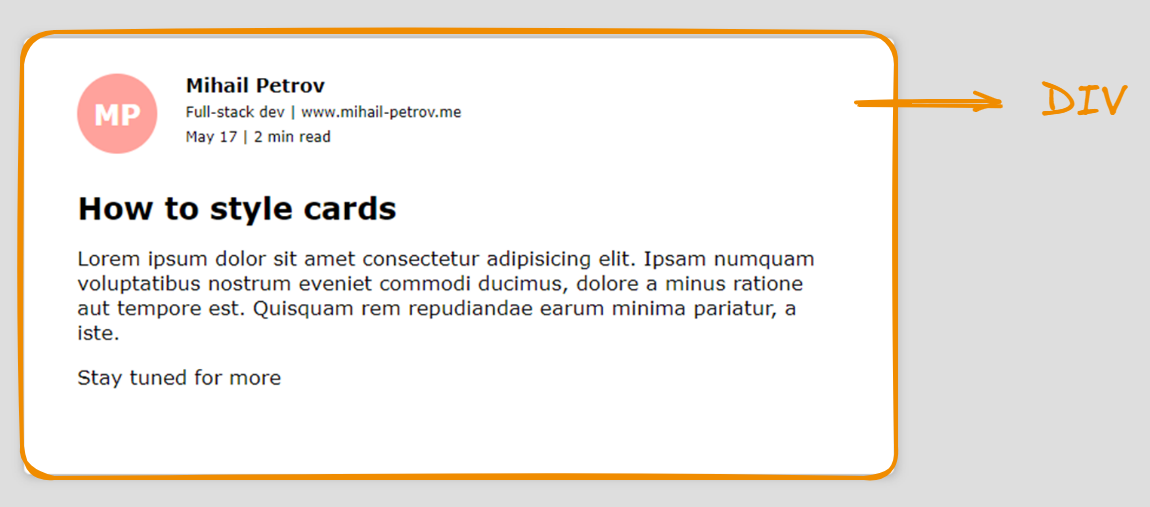 MP
Mihail Petrov
Full-stack dev | www.mihail-petrov.me
May 17 | 2 min read
DIV
How to style cards
Lorem ipsum dolor sit amet consectetur adipisicing elit. Ipsam numquam
voluptatibus nostrum eveniet commodi ducimus, dolore a minus ratione
aut tempore est. Quisquam rem repudiandae earum minima pariatur, a
iste.
Stay tuned for more